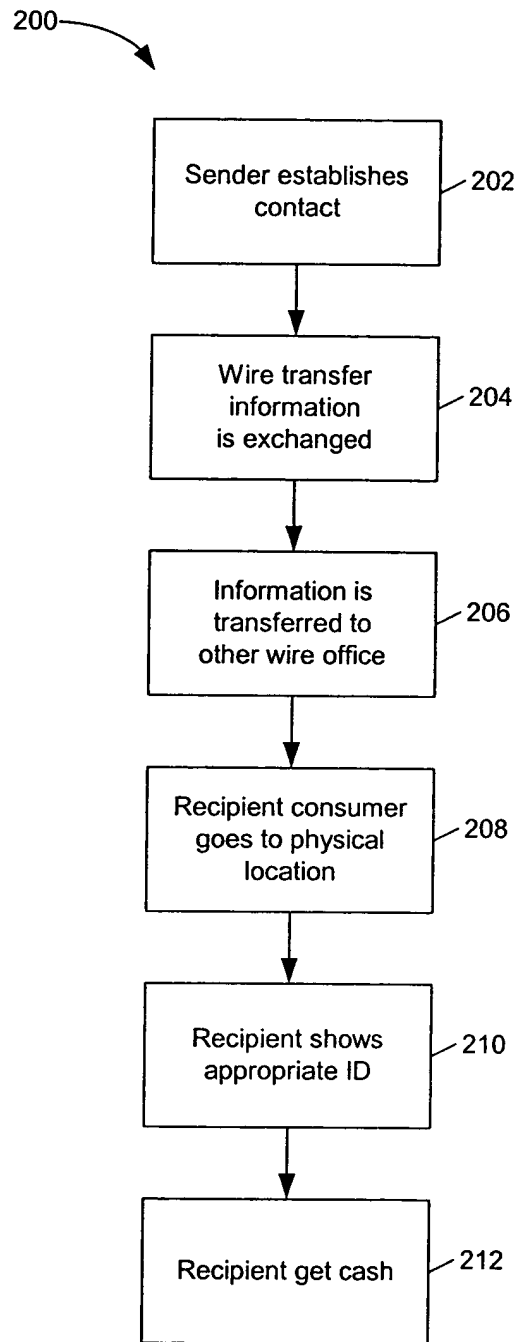 200
Sender establishes
contact
202
Wire transfer
information
is exchanged
204
Information is
transferred to
other wire office
206
Recipient consumer
goes to physical
location
208
Recipient shows
appropriate ID
210
Recipient get cash
212